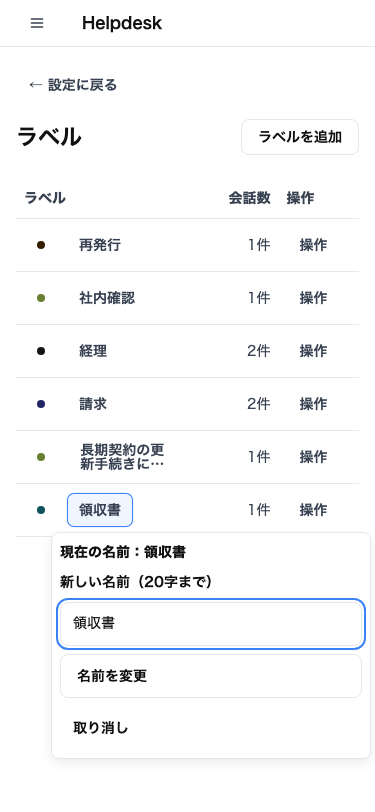 Helpdesk
← 設定に戻る
ラベル
ラベルを追加
ラベル 会話数 操作
再発行 1件 操作
社内確認 1件 操作
経理 2件 操作
請求 2件 操作
長期契約の更
新手続きに… 1件 操作
領収書 1件 操作
現在の名前：領収書
新しい名前（20字まで）
領収書
名前を変更
取り消し